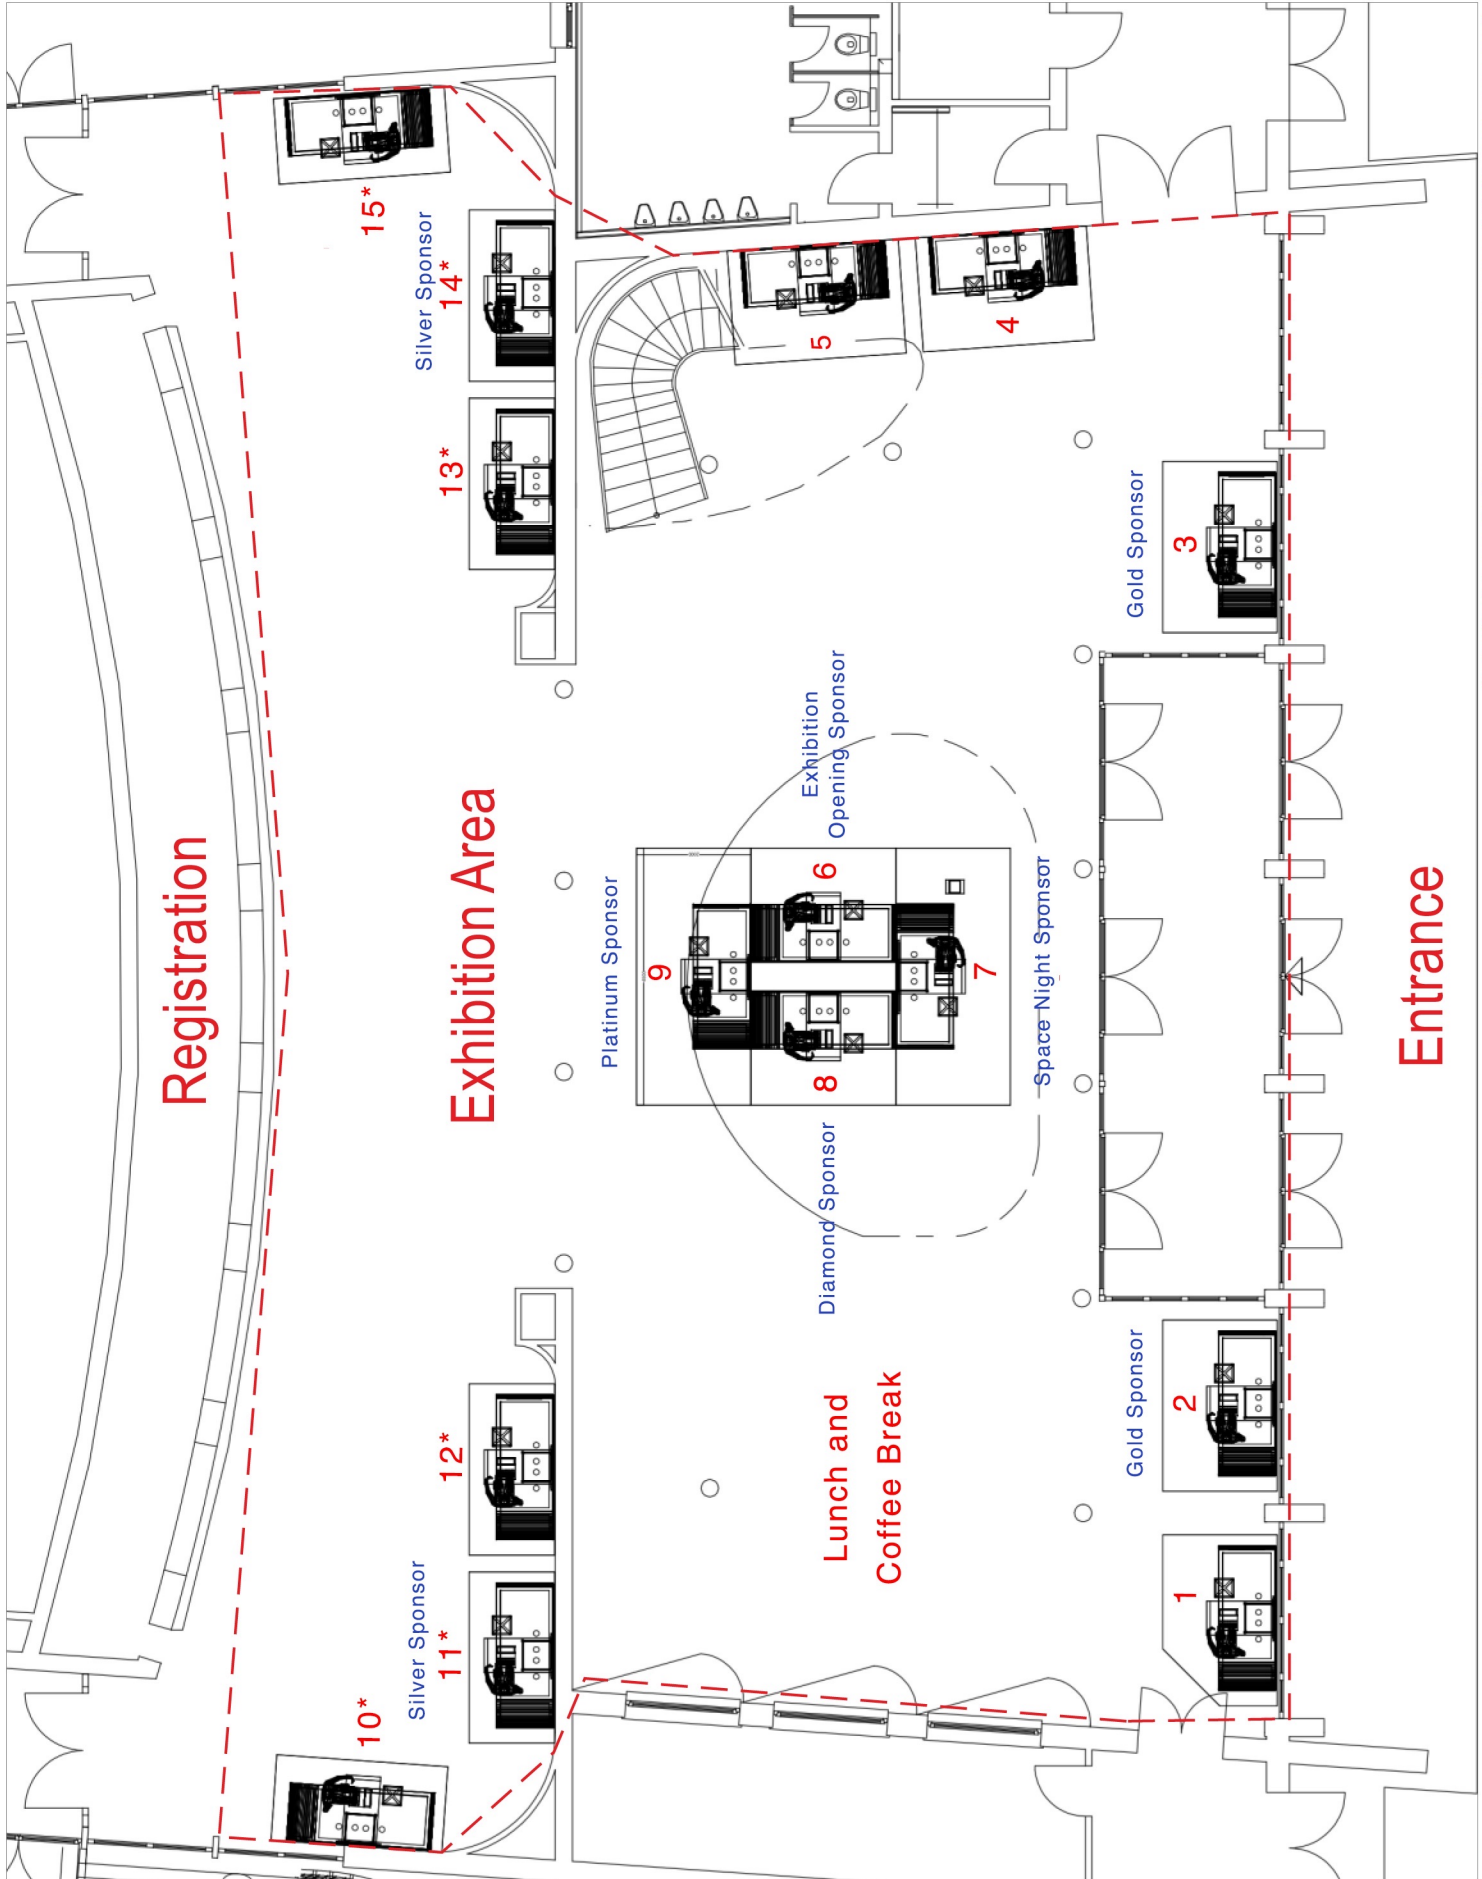 Registration
Exhibition Area
10*
Silver Sponsor
11*
12*
13*
Silver Sponsor
14*
15*
Platinum Sponsor
9
Diamond Sponsor
8
6
Exhibition
Opening Sponsor
7
Space Night Sponsor
Lunch and
Coffee Break
5
4
1
Gold Sponsor
2
Gold Sponsor
3
Entrance